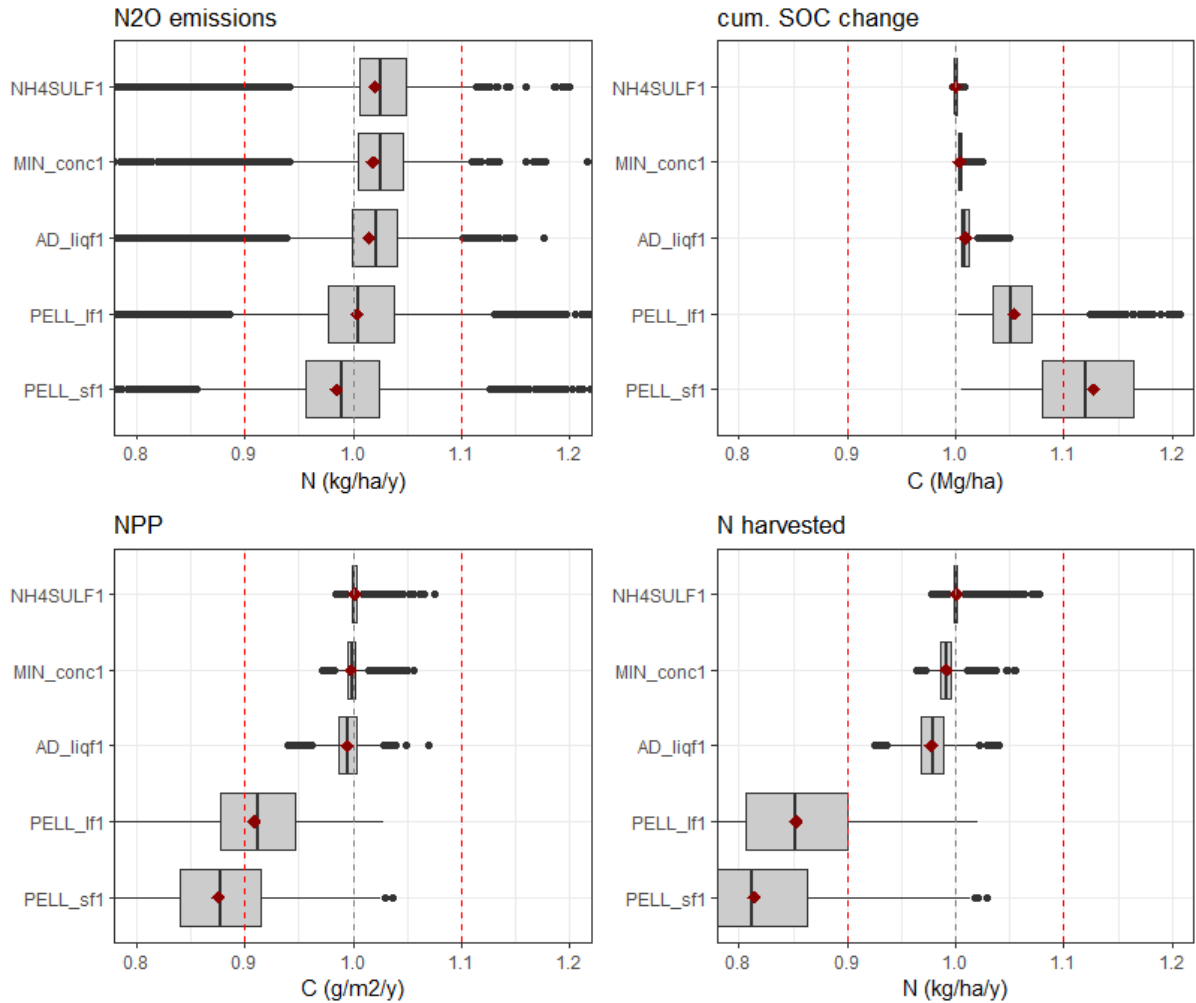 N2O emissions
NH4SULF1
MIN_conc1
AD_liqf1
PELL_lf1
PELL_sf1
0.8 0.9 1.0 1.1 1.2
N (kg/ha/y)
cum. SOC change
NH4SULF1
MIN_conc1
AD_liqf1
PELL_lf1
PELL_sf1
0.8 0.9 1.0 1.1 1.2
C (Mg/ha)
NPP
NH4SULF1
MIN_conc1
AD_liqf1
PELL_lf1
PELL_sf1
0.8 0.9 1.0 1.1 1.2
C (g/m2/y)
N harvested
NH4SULF1
MIN_conc1
AD_liqf1
PELL_lf1
PELL_sf1
0.8 0.9 1.0 1.1 1.2
N (kg/ha/y)